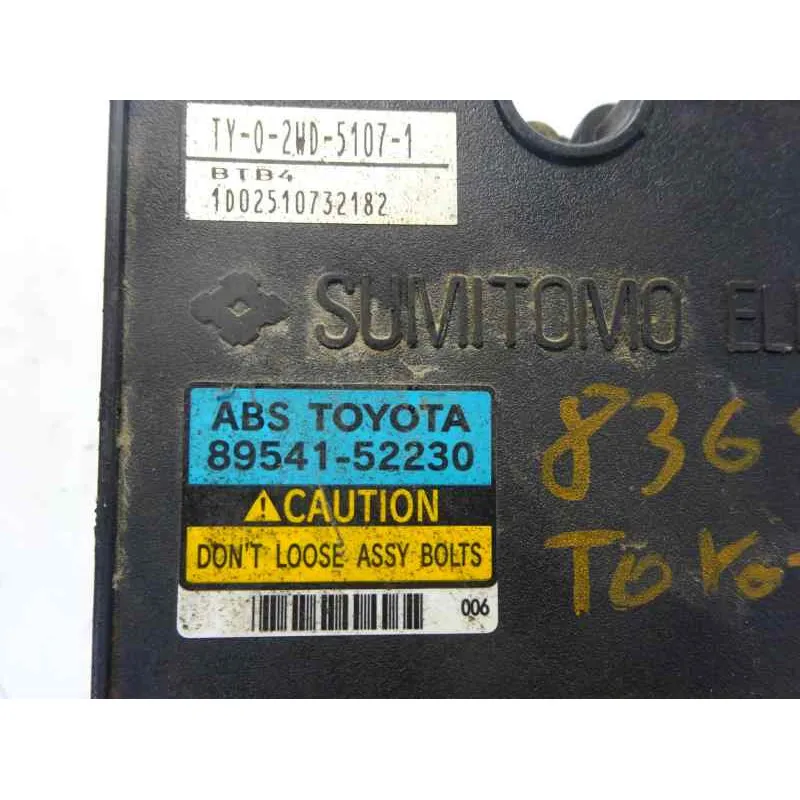 TY-0-2WD-5107-1
BTB4
1D02510732182
SUMITOMO
ABS TOYOTA
89541-52230
CAUTION
DON'T LOOSE ASSY BOLTS
006